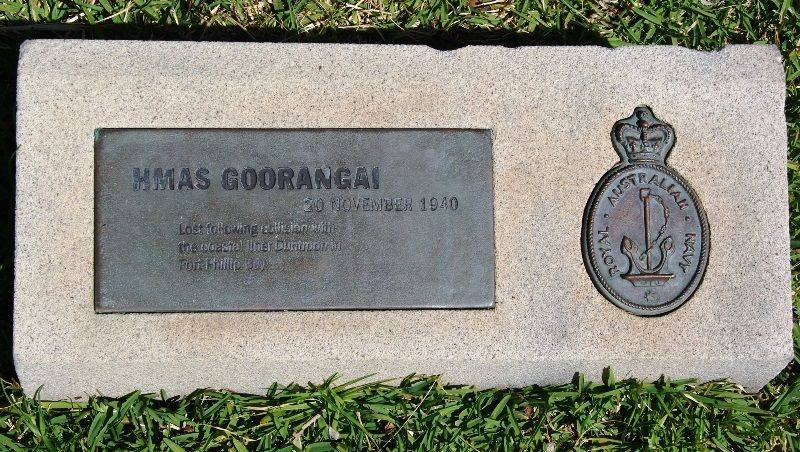 HMAS GOORANGAI
20 NOVEMBER 1940
Lost following collision with
the coastal liner Duntroon in
Port Phillip Bay
ROYAL · AUSTRALIAN · NAVY